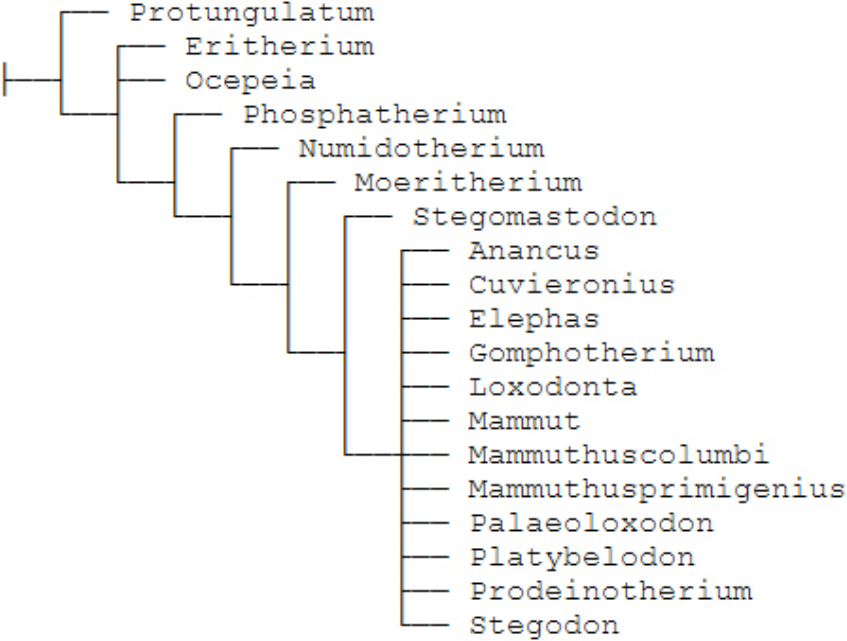 Protungulatum
Eritherium
Ocepeia
Phosphatherium
Numidotherium
Moeritherium
Stegomastodon
Anancus
Cuvieronius
Elephas
Gomphotherium
Loxodonta
Mammut
Mammuthuscolumbi
Mammuthusprimigenius
Palaeoloxodon
Platybelodon
Prodeinotherium
Stegodon